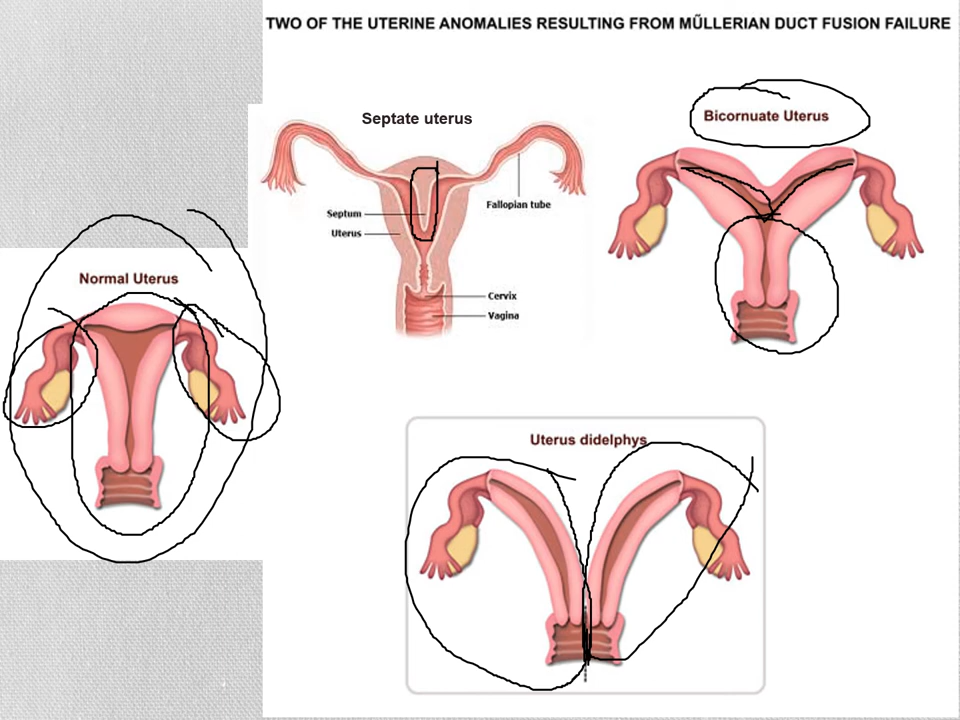 TWO OF THE UTERINE ANOMALIES RESULTING FROM MŰLLERIAN DUCT FUSION FAILURE
Septate uterus
Bicornuate Uterus
Fallopian tube
Septum
Uterus
Normal Uterus
Cervix
Vagina
Uterus didelphys